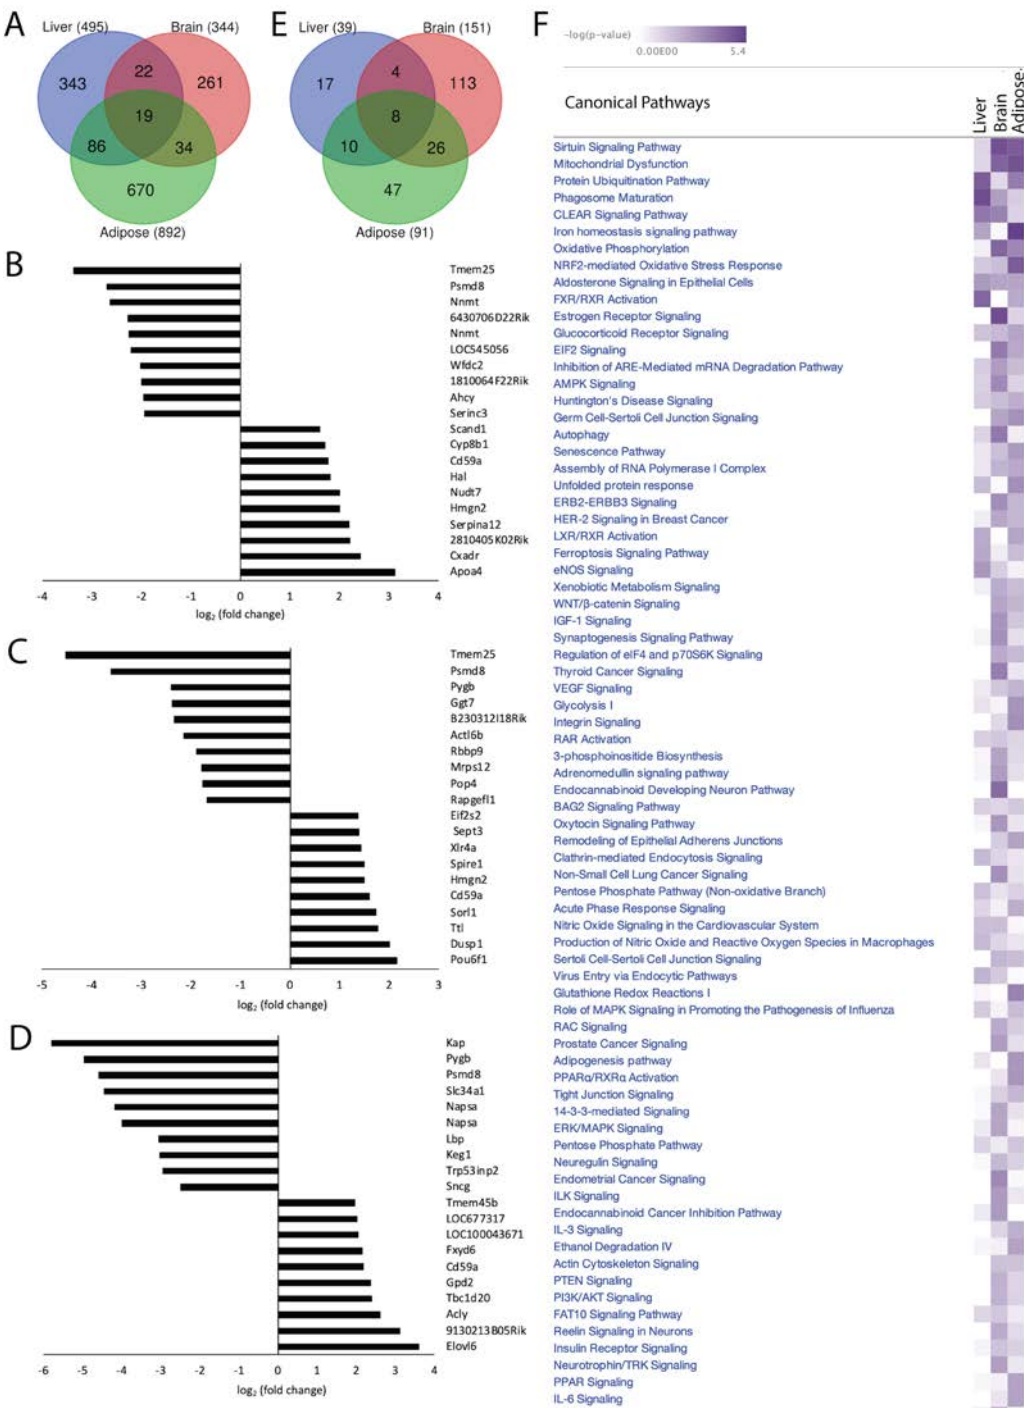 A
Liver (495)
Brain (344)
343
22
261
19
86
34
670
Adipose (892)
E
Liver (39)
Brain (151)
17
4
113
8
10
26
47
Adipose (91)
B
Tmem25
Psmd8
Nnmt
6430706D22Rik
Nnmt
LOC545056
Wfdc2
1810064F22Rik
Ahcy
Serinc3
Scand1
Cyp8b1
Cd59a
Hal
Nudt7
Hmgn2
Serpina12
2810405K02Rik
Cxadr
Apoa4
-4 -3 -2 -1 0 1 2 3 4
log₂ (fold change)
C
Tmem25
Psmd8
Pygb
Ggt7
B230312I18Rik
Actl6b
Rbbp9
Mrps12
Pop4
Rapgefl1
Eif2s2
Sept3
Xlr4a
Spire1
Hmgn2
Cd59a
Sorl1
Ttl
Dusp1
Pou6f1
-5 -4 -3 -2 -1 0 1 2 3
log₂ (fold change)
D
Kap
Pygb
Psmd8
Slc34a1
Napsa
Napsa
Lbp
Keg1
Trp53inp2
Sncg
Tmem45b
LOC677317
LOC100043671
Fxyd6
Cd59a
Gpd2
Tbc1d20
Acly
9130213B05Rik
Elovl6
-6 -5 -4 -3 -2 -1 0 1 2 3 4
log₂ (fold change)
F
-log(p-value)
0.00E00 5.4
Canonical Pathways
Liver
Brain
Adipose
Sirtuin Signaling Pathway
Mitochondrial Dysfunction
Protein Ubiquitination Pathway
Phagosome Maturation
CLEAR Signaling Pathway
Iron homeostasis signaling pathway
Oxidative Phosphorylation
NRF2-mediated Oxidative Stress Response
Aldosterone Signaling in Epithelial Cells
FXR/RXR Activation
Estrogen Receptor Signaling
Glucocorticoid Receptor Signaling
EIF2 Signaling
Inhibition of ARE-Mediated mRNA Degradation Pathway
AMPK Signaling
Huntington's Disease Signaling
Germ Cell-Sertoli Cell Junction Signaling
Autophagy
Senescence Pathway
Assembly of RNA Polymerase I Complex
Unfolded protein response
ERB2-ERBB3 Signaling
HER-2 Signaling in Breast Cancer
LXR/RXR Activation
Ferroptosis Signaling Pathway
eNOS Signaling
Xenobiotic Metabolism Signaling
WNT/β-catenin Signaling
IGF-1 Signaling
Synaptogenesis Signaling Pathway
Regulation of eIF4 and p70S6K Signaling
Thyroid Cancer Signaling
VEGF Signaling
Glycolysis I
Integrin Signaling
RAR Activation
3-phosphoinositide Biosynthesis
Adrenomedullin signaling pathway
Endocannabinoid Developing Neuron Pathway
BAG2 Signaling Pathway
Oxytocin Signaling Pathway
Remodeling of Epithelial Adherens Junctions
Clathrin-mediated Endocytosis Signaling
Non-Small Cell Lung Cancer Signaling
Pentose Phosphate Pathway (Non-oxidative Branch)
Acute Phase Response Signaling
Nitric Oxide Signaling in the Cardiovascular System
Production of Nitric Oxide and Reactive Oxygen Species in Macrophages
Sertoli Cell-Sertoli Cell Junction Signaling
Virus Entry via Endocytic Pathways
Glutathione Redox Reactions I
Role of MAPK Signaling in Promoting the Pathogenesis of Influenza
RAC Signaling
Prostate Cancer Signaling
Adipogenesis pathway
PPARα/RXRα Activation
Tight Junction Signaling
14-3-3-mediated Signaling
ERK/MAPK Signaling
Pentose Phosphate Pathway
Neuregulin Signaling
Endometrial Cancer Signaling
ILK Signaling
Endocannabinoid Cancer Inhibition Pathway
IL-3 Signaling
Ethanol Degradation IV
Actin Cytoskeleton Signaling
PTEN Signaling
PI3K/AKT Signaling
FAT10 Signaling Pathway
Reelin Signaling in Neurons
Insulin Receptor Signaling
Neurotrophin/TRK Signaling
PPAR Signaling
IL-6 Signaling